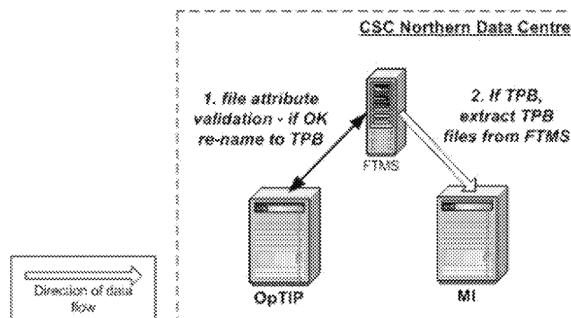 CSC Northern Data Centre
1. file attribute
validation - if OK
re-name to TPB
2. If TPB,
extract TPB
files from FTMS
FTMS
OpTIP
MI
Direction of data
flow